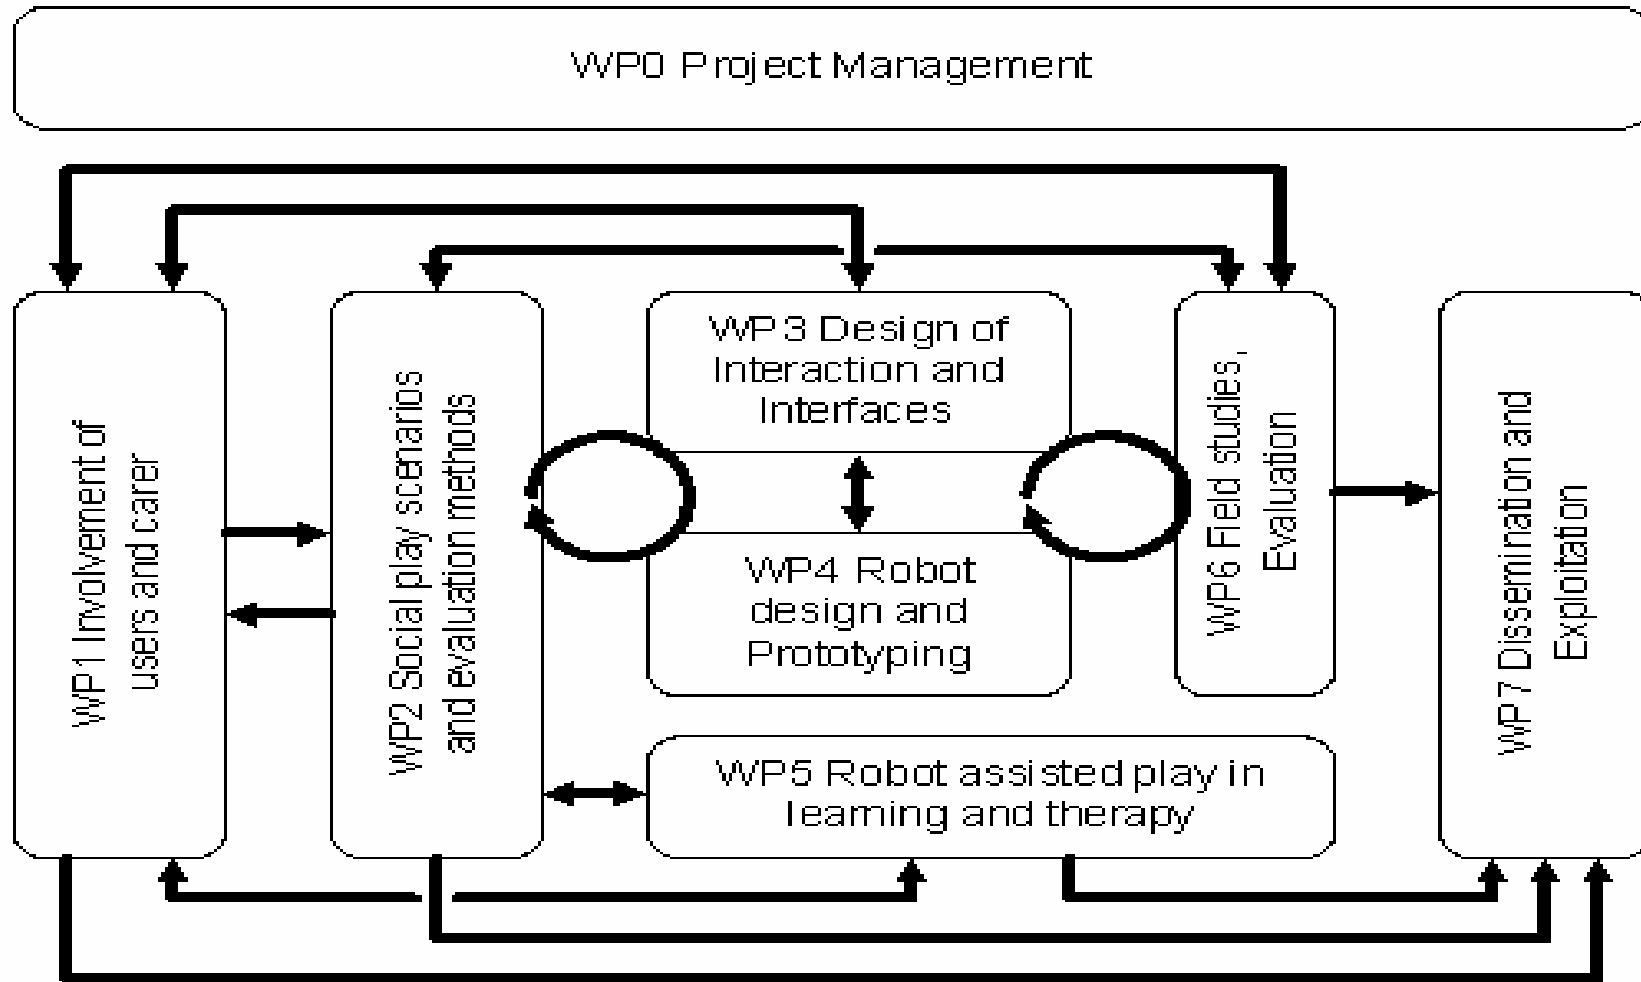 WP0 Project Management
WP1 Involvement of
users and carer
WP2 Social play scenarios
and evaluation methods
WP3 Design of
Interaction and
Interfaces
WP4 Robot
design and
Prototyping
WP5 Robot assisted play in
learning and therapy
WP6 Field studies,
Evaluation
WP7 Dissemination and
Exploitation